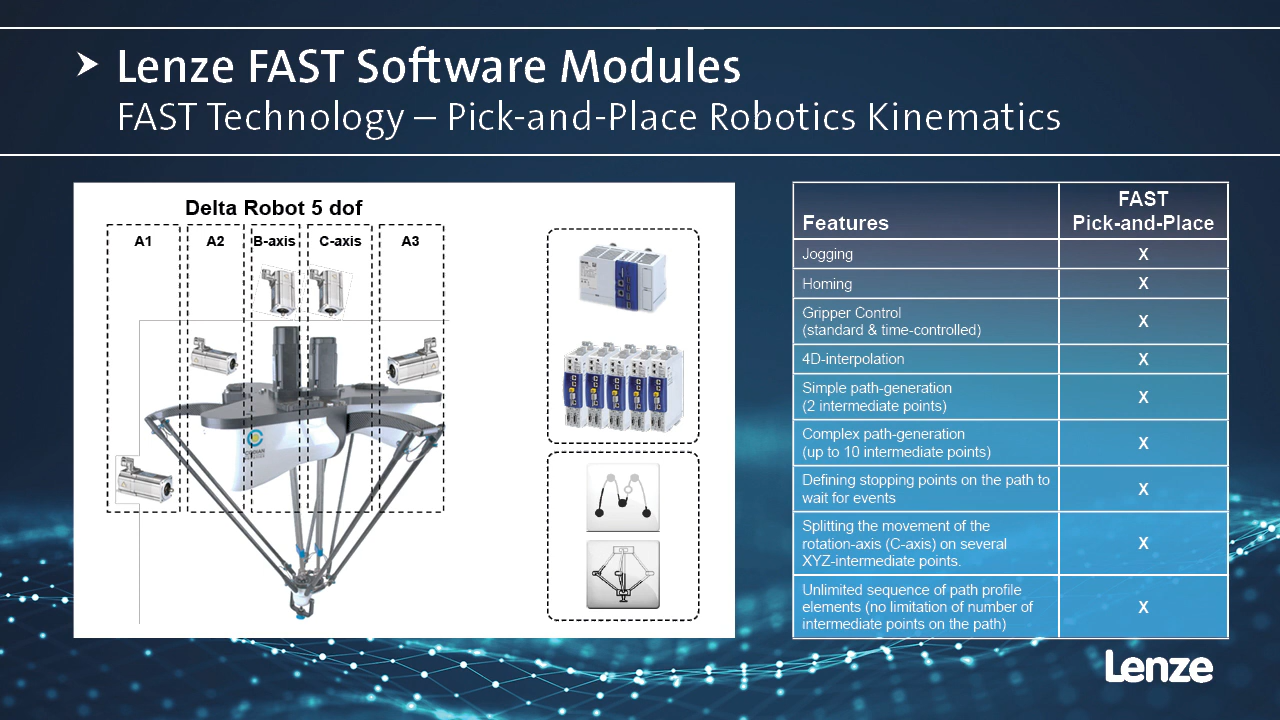 Lenze FAST Software Modules
FAST Technology – Pick-and-Place Robotics Kinematics
Delta Robot 5 dof
A1
A2
B-axis
C-axis
A3
Features
FAST
Pick-and-Place
Jogging
X
Homing
X
Gripper Control
(standard & time-controlled)
X
4D-interpolation
X
Simple path-generation
(2 intermediate points)
X
Complex path-generation
(up to 10 intermediate points)
X
Defining stopping points on the path to
wait for events
X
Splitting the movement of the
rotation-axis (C-axis) on several
XYZ-intermediate points.
X
Unlimited sequence of path profile
elements (no limitation of number of
intermediate points on the path)
X
Lenze